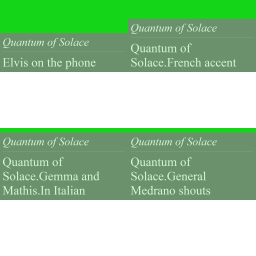 Quantum of Solace
Elvis on the phone
Quantum of Solace
Quantum of
Solace.French accent
Quantum of Solace
Quantum of
Solace.Gemma and
Mathis.In Italian
Quantum of Solace
Quantum of
Solace.General
Medrano shouts